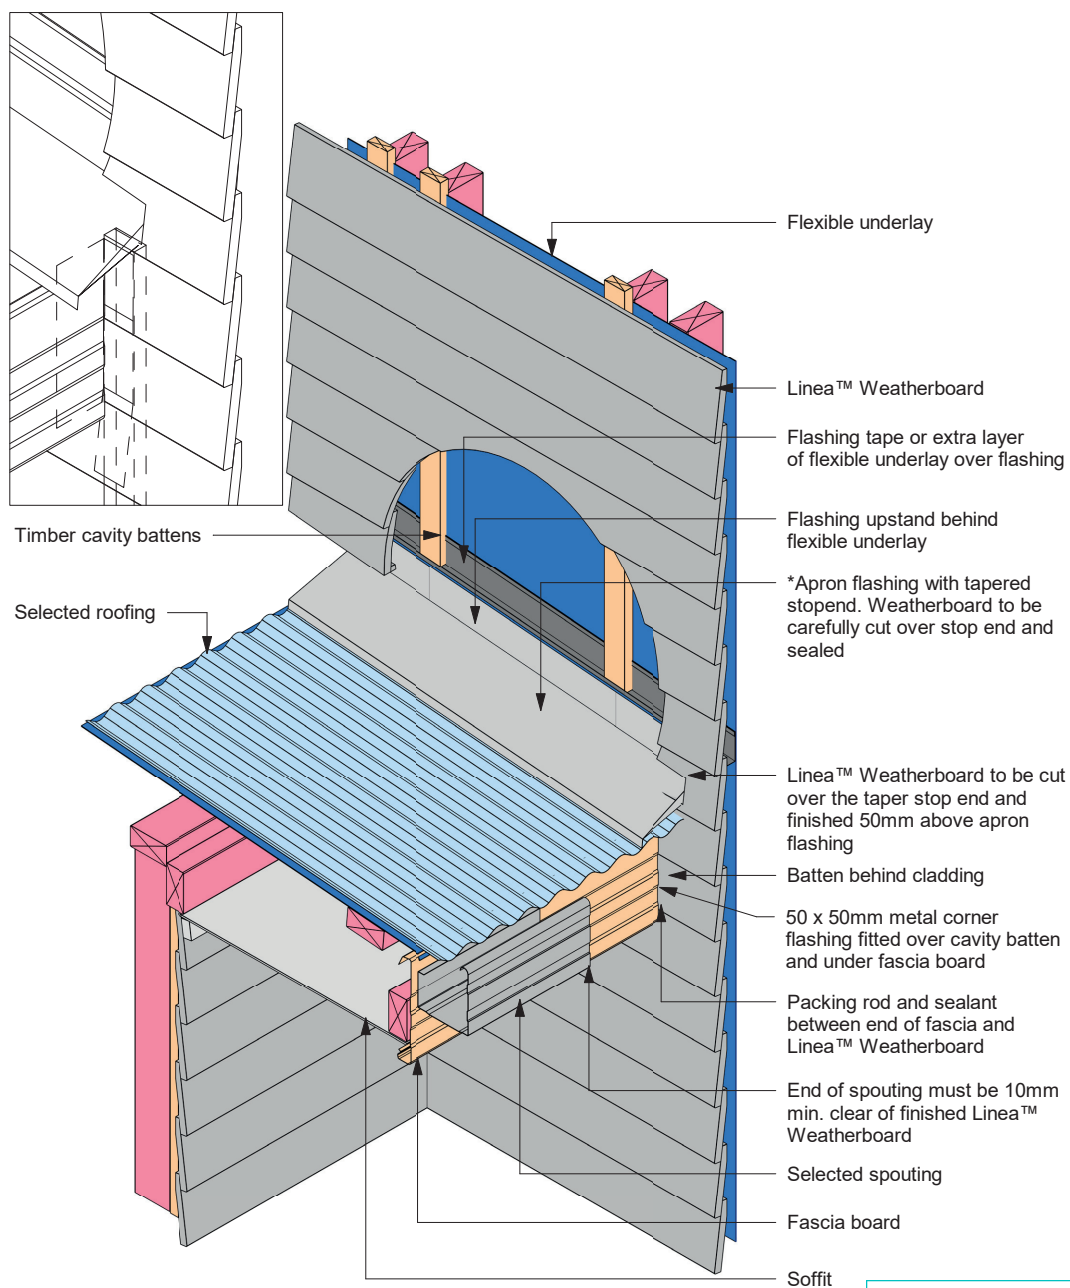 Flexible underlay
Linea™ Weatherboard
Flashing tape or extra layer
of flexible underlay over flashing
Timber cavity battens
Flashing upstand behind
flexible underlay
*Apron flashing with tapered
stopend. Weatherboard to be
carefully cut over stop end and
sealed
Selected roofing
Linea™ Weatherboard to be cut
over the taper stop end and
finished 50mm above apron
flashing
Batten behind cladding
50 x 50mm metal corner
flashing fitted over cavity batten
and under fascia board
Packing rod and sealant
between end of fascia and
Linea™ Weatherboard
End of spouting must be 10mm
min. clear of finished Linea™
Weatherboard
Selected spouting
Fascia board
Soffit